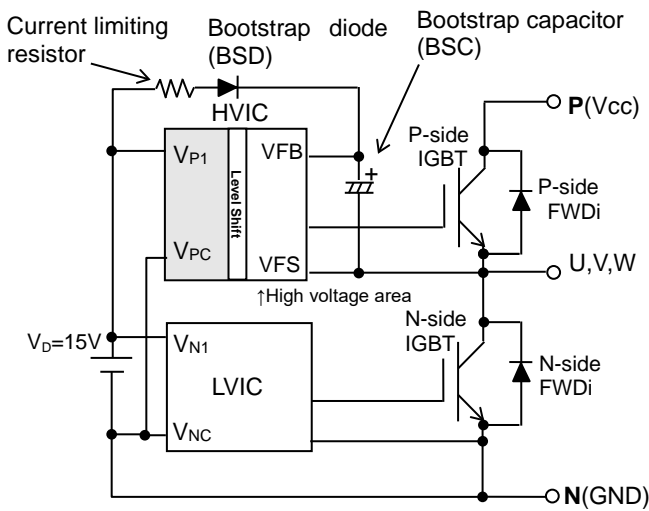 Current limiting
resistor
Bootstrap diode
(BSD)
Bootstrap capacitor
(BSC)
HVIC
P(Vcc)
VP1
VFB
Level Shift
+
P-side
IGBT
P-side
FWDi
VPC
VFS
U,V,W
↑High voltage area
VD=15V
VN1
LVIC
N-side
IGBT
N-side
FWDi
VNC
N(GND)